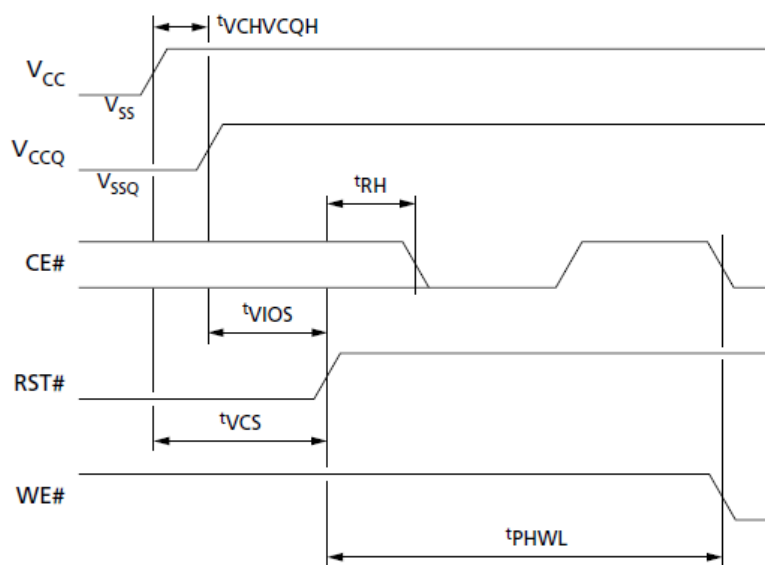 tVCHVCQH
VCC
VSS
VCCQ
VSSQ
tRH
CE#
tVIOS
RST#
tVCS
WE#
tPHWL